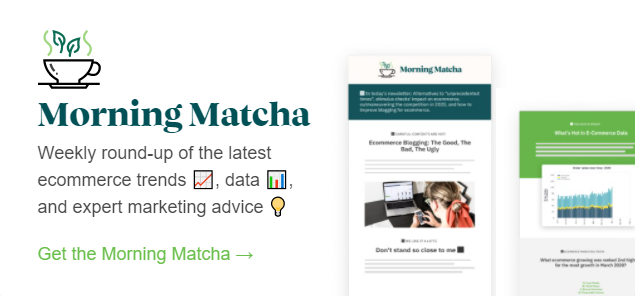 Morning Matcha
Weekly round-up of the latest
ecommerce trends 📈, data 📊,
and expert marketing advice 💡
Get the Morning Matcha →
Morning Matcha
In today's newsletter: Alternatives to "unprecedented
times", stimulus checks' impact on ecommerce,
outmaneuvering the competition in 2020, and how to
improve blogging for ecommerce.
Ecommerce Blogging: The Good, The
Bad, The Ugly
Don't stand so close to me
What's Hot in E-Commerce Data
What ecommerce growing was ranked 2nd high
for the most growth in March 2020?